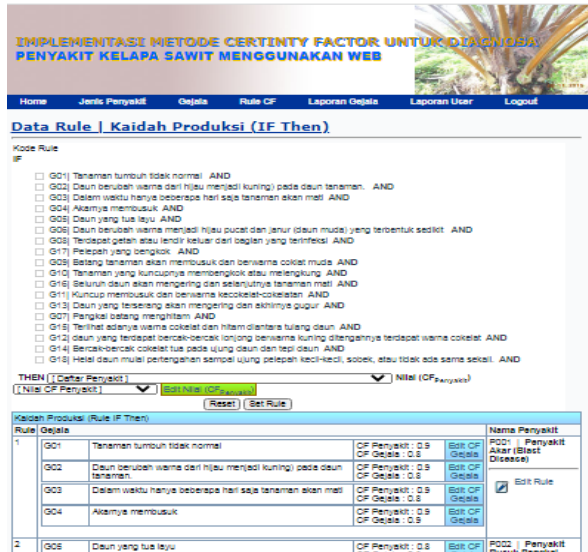 IMPLEMENTASI METODE CERTINTY FACTOR UNTUK DIAGNOSA
PENYAKIT KELAPA SAWIT MENGGUNAKAN WEB
Home Jenis Penyakit Gejala Rule CF Laporan Gejala Laporan User Logout
Data Rule | Kaidah Produksi (IF Then)
Kode Rule
IF
G01| Tanaman tumbuh tidak normal AND
G02| Daun berubah warna dari hijau menjadi kuning) pada daun tanaman. AND
G03| Dalam waktu hanya beberapa hari saja tanaman akan mati AND
G04| Akarnya membusuk AND
G05| Daun yang tua layu AND
G06| Daun berubah warna menjadi hijau pucat dan janur (daun muda) yang terbentuk sedikit AND
G08| Terdapat getah atau lendir keluar dari bagian yang terinfeksi AND
G17| Pelepah yang bengkok AND
G09| Batang tanaman akan membusuk dan berwarna coklat muda AND
G10| Tanaman yang kuncupnya membengkok atau melengkung AND
G16| Seluruh daun akan mengering dan selanjutnya tanaman mati AND
G11| Kuncup membusuk dan berwarna kecokelat-cokelatan AND
G13| Daun yang terserang akan mengering dan akhirnya gugur AND
G07| Pangkal batang menghitam AND
G15| Terlihat adanya warna cokelat dan hitam diantara tulang daun AND
G12| daun yang terdapat bercak-bercak lonjong berwarna kuning ditengahnya terdapat warna cokelat AND
G14| Bercak-bercak cokelat tua pada ujung daun dan tepi daun AND
G18| Helai daun mulai pertengahan sampai ujung pelepah kecil-kecil, sobek, atau tidak ada sama sekali. AND
THEN [ Daftar Penyakit ] Nilai (CFPenyakit)
[ Nilai CF Penyakit ] Edit Nilai (CFPenyakit)
Reset Set Rule
Kaidah Produksi (Rule IF Then)
Rule Gejala Nama Penyakit
1 G01 Tanaman tumbuh tidak normal CF Penyakit : 0.9 CF Gejala : 0.8 Edit CF Gejala P001 | Penyakit Akar (Blast Disease)
G02 Daun berubah warna dari hijau menjadi kuning) pada daun tanaman. CF Penyakit : 0.9 CF Gejala : 0.8 Edit CF Gejala Edit Rule
G03 Dalam waktu hanya beberapa hari saja tanaman akan mati CF Penyakit : 0.9 CF Gejala : 0.8 Edit CF Gejala
G04 Akarnya membusuk CF Penyakit : 0.9 CF Gejala : 0.9 Edit CF Gejala
2 G05 Daun yang tua layu CF Penyakit : 0.8 Edit CF P002 | Penyakit